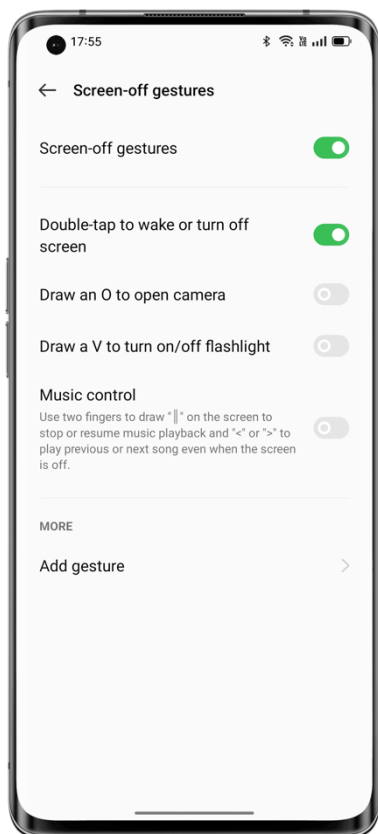 17:55
Screen-off gestures
Screen-off gestures
Double-tap to wake or turn off
screen
Draw an O to open camera
Draw a V to turn on/off flashlight
Music control
Use two fingers to draw "‖" on the screen to
stop or resume music playback and "<" or ">" to
play previous or next song even when the screen
is off.
MORE
Add gesture